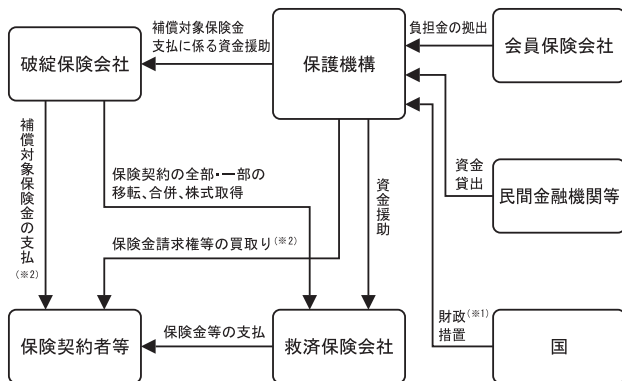 補償対象保険金
支払に係る資金援助
負担金の拠出
破綻保険会社
保護機構
会員保険会社
補償対象保険金の支払
(※2)
保険契約の全部・一部の
移転、合併、株式取得
資金援助
資金
貸出
民間金融機関等
保険金請求権等の買取り(※2)
財政(※1)
措置
保険契約者等
保険金等の支払
救済保険会社
国